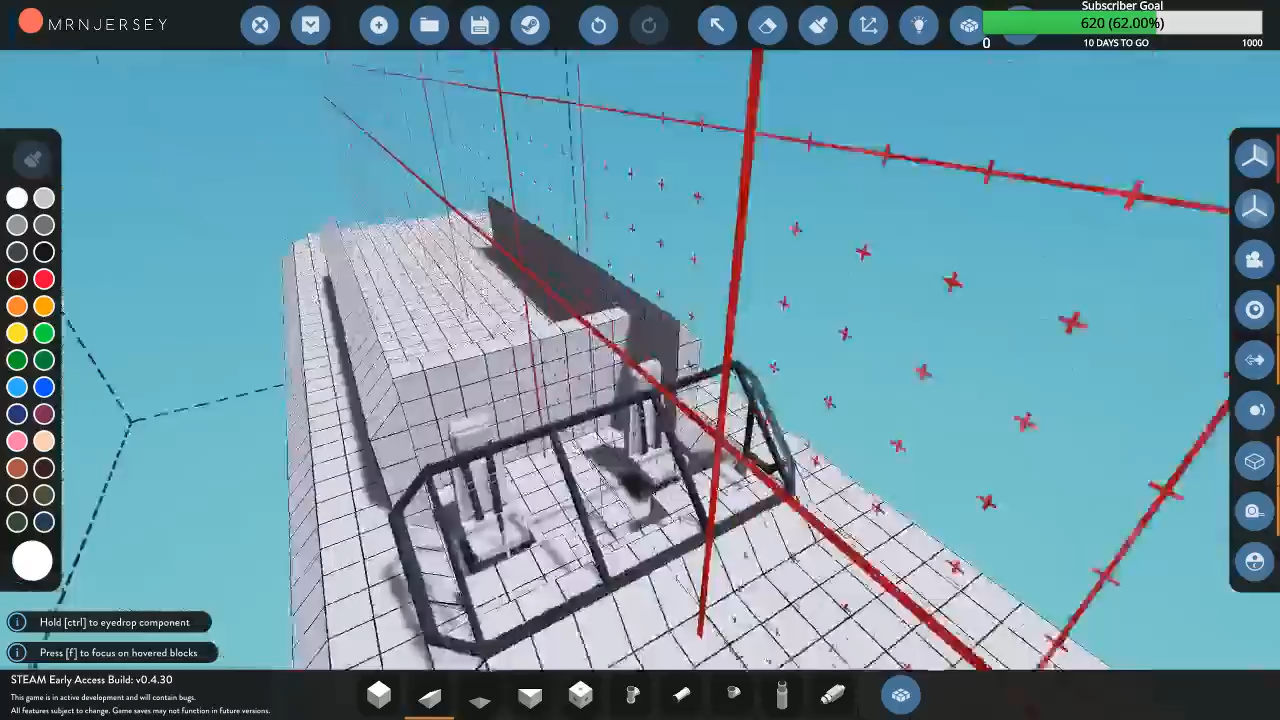 MRNJERSEY
Subscriber Goal
620 (62.00%)
0 10 DAYS TO GO 1000
Hold [ctrl] to eyedrop component
Press [f] to focus on hovered blocks
STEAM Early Access Build: v0.4.30
This game is in active development and will contain bugs.
All features subject to change. Game saves may not function in future versions.